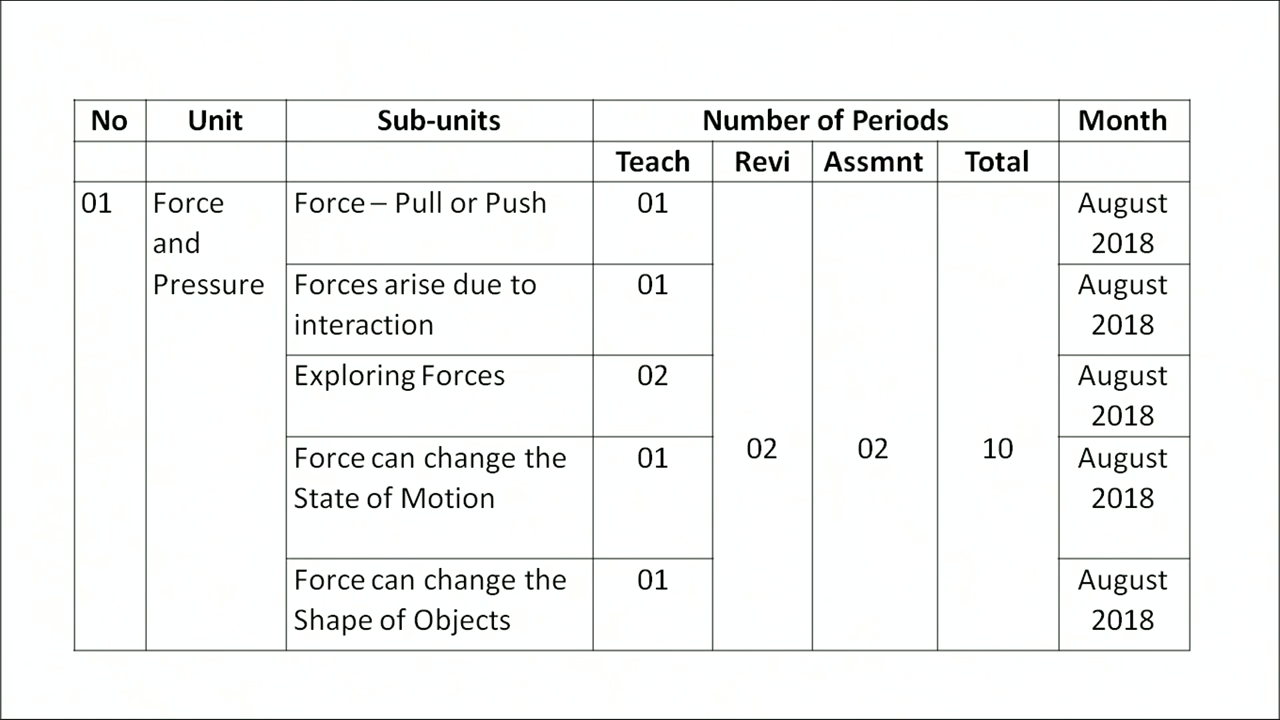 No Unit Sub-units Number of Periods Month
Teach Revi Assmnt Total
01 Force Force – Pull or Push 01 August
and 2018
Pressure Forces arise due to 01 August
interaction 2018
Exploring Forces 02 August
2018
02 02 10
Force can change the 01 August
State of Motion 2018
Force can change the 01 August
Shape of Objects 2018